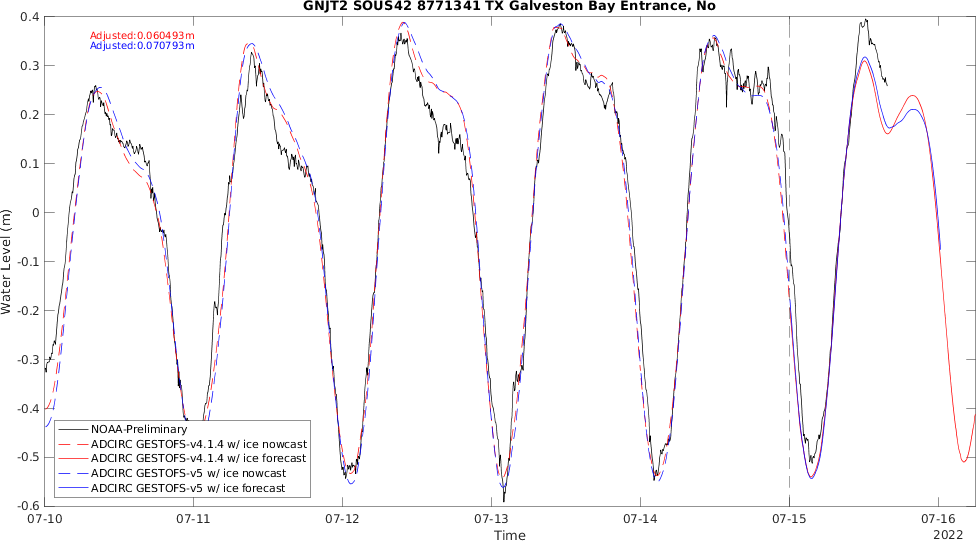 GNJT2 SOUS42 8771341 TX Galveston Bay Entrance, No
Adjusted:0.060493m
Adjusted:0.070793m
0.4
0.3
0.2
0.1
0
-0.1
-0.2
-0.3
-0.4
-0.5
-0.6
Water Level (m)
NOAA-Preliminary
ADCIRC GESTOFS-v4.1.4 w/ ice nowcast
ADCIRC GESTOFS-v4.1.4 w/ ice forecast
ADCIRC GESTOFS-v5 w/ ice nowcast
ADCIRC GESTOFS-v5 w/ ice forecast
07-10 07-11 07-12 07-13 07-14 07-15 07-16
Time
2022